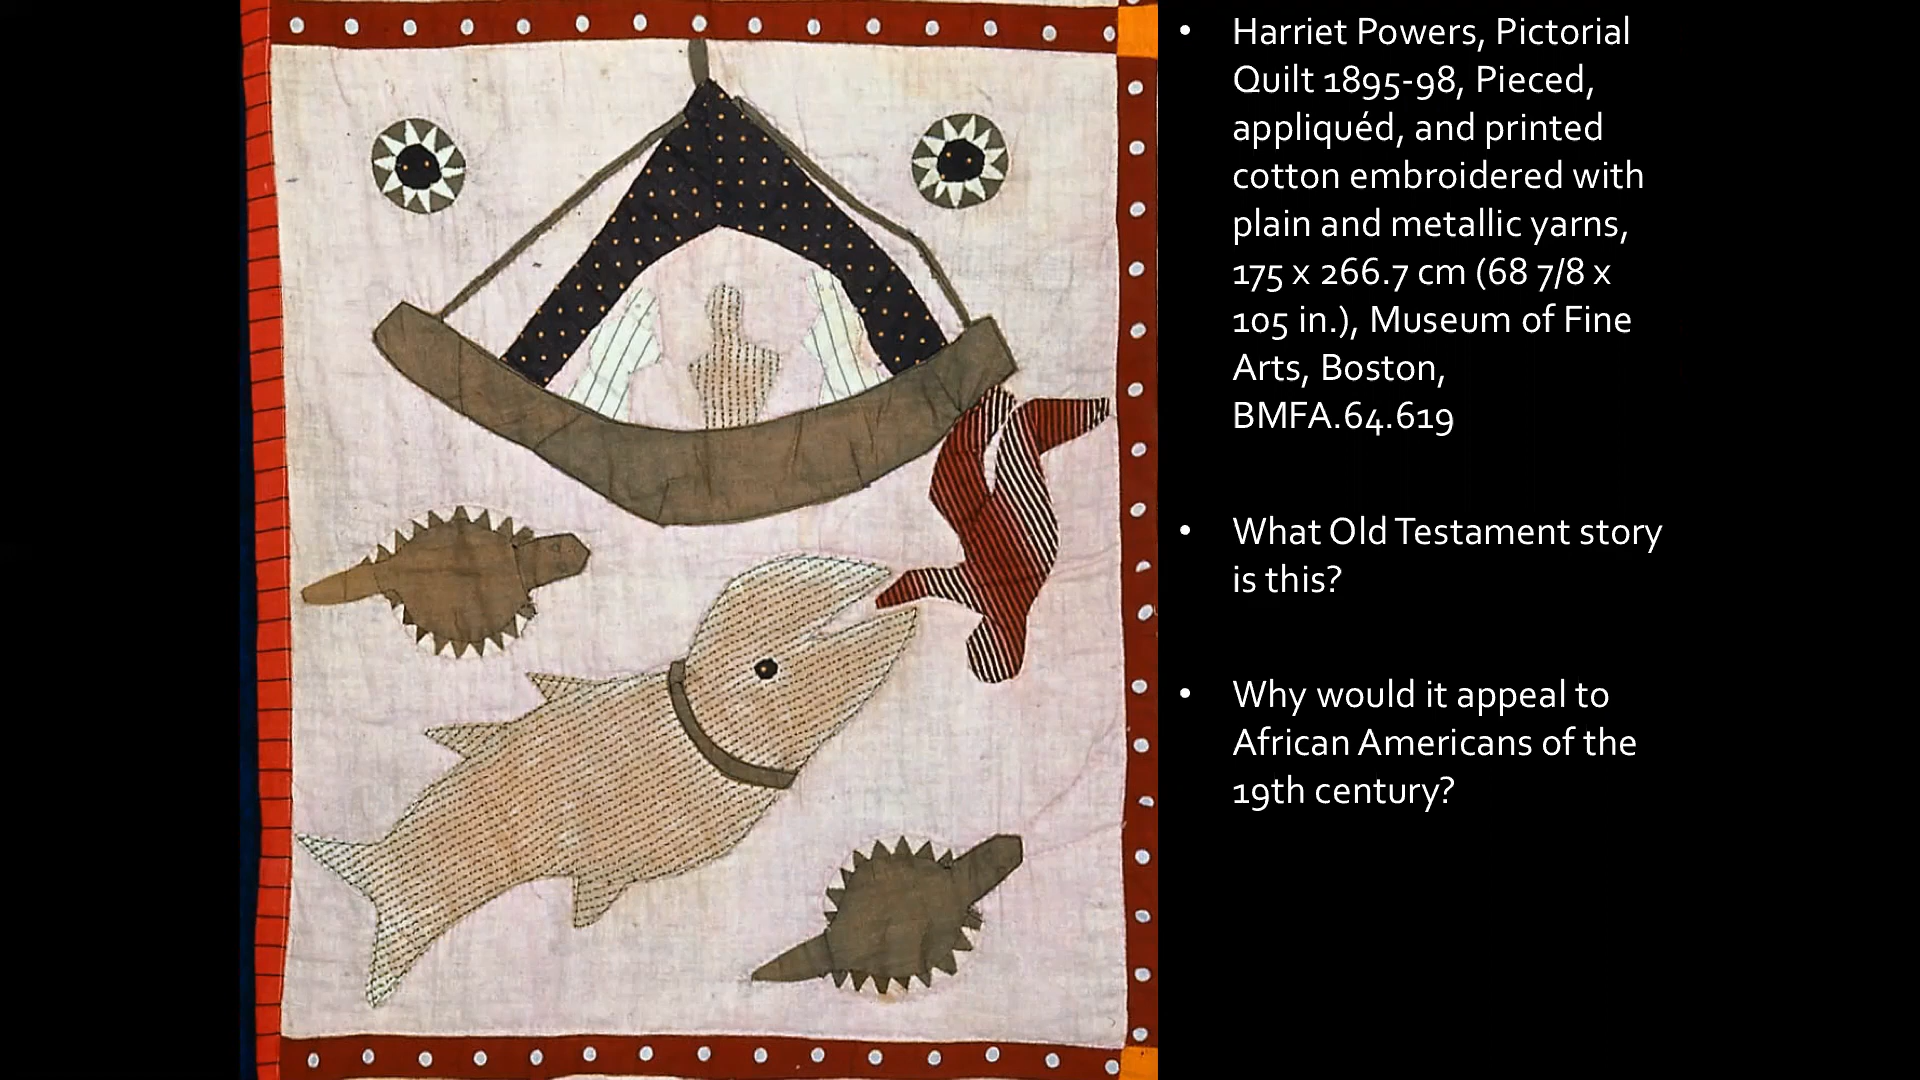 • Harriet Powers, Pictorial
Quilt 1895-98, Pieced,
appliquéd, and printed
cotton embroidered with
plain and metallic yarns,
175 x 266.7 cm (68 7/8 x
105 in.), Museum of Fine
Arts, Boston,
BMFA.64.619
• What Old Testament story
is this?
• Why would it appeal to
African Americans of the
19th century?